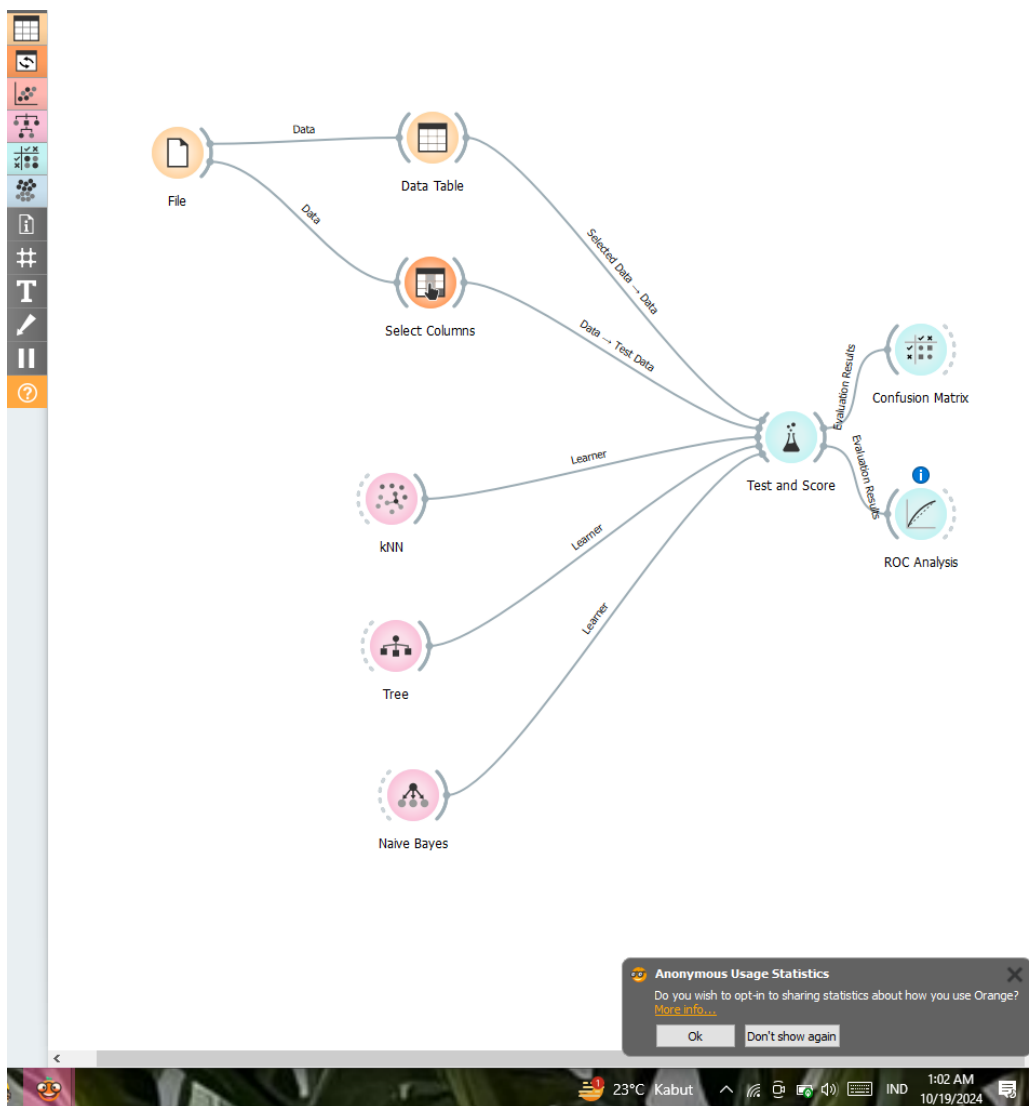 Data
File
Data Table
Data
Selected Data → Data
Select Columns
Data → Test Data
Evaluation Results
Confusion Matrix
Learner
Evaluation Results
Test and Score
kNN
Learner
ROC Analysis
Learner
Tree
Naive Bayes
Anonymous Usage Statistics
Do you wish to opt-in to sharing statistics about how you use Orange?
More info...
Ok
Don't show again
T
1
23°C Kabut
IND
1:02 AM
10/19/2024